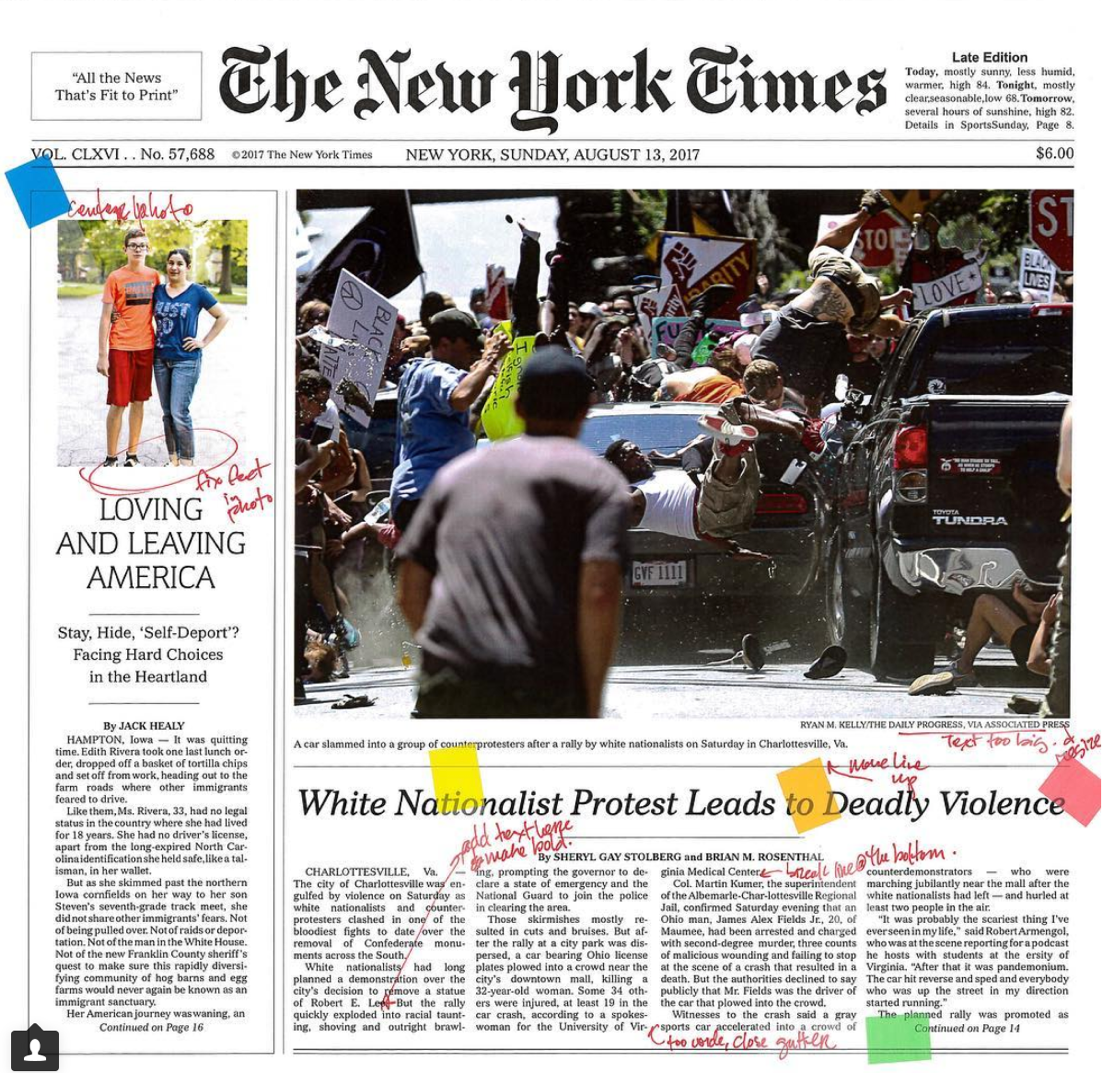 "All the News
That's Fit to Print"
The New York Times
Late Edition
Today, mostly sunny, less humid,
warmer, high 84. Tonight, mostly
clear,seasonable,low 68.Tomorrow,
several hours of sunshine, high 82.
Details in SportsSunday, Page 8.
VOL. CLXVI . . No. 57,688
©2017 The New York Times
NEW YORK, SUNDAY, AUGUST 13, 2017
$6.00
photo
fix feet
in
photo
LOVING
AND LEAVING
AMERICA
Stay, Hide, 'Self-Deport'?
Facing Hard Choices
in the Heartland
By JACK HEALY
HAMPTON, Iowa — It was quitting
time. Edith Rivera took one last lunch or-
der, dropped off a basket of tortilla chips
and set off from work, heading out to the
farm roads where other immigrants
feared to drive.
Like them, Ms. Rivera, 33, had no legal
status in the country where she had lived
for 18 years. She had no driver's license,
apart from the long-expired North Car-
olina identification she held safe, like a tal-
isman, in her wallet.
But as she skimmed past the northern
Iowa cornfields on her way to her son
Steven's seventh-grade track meet, she
did not share other immigrants' fears. Not
of being pulled over. Not of raids or depor-
tation. Not of the man in the White House.
Not of the new Franklin County sheriff's
quest to make sure this rapidly diversi-
fying community of hog barns and egg
farms would never again be known as an
immigrant sanctuary.
Her American journey was waning, an
Continued on Page 16
STOP
ST
BLACK
LIVES
LOVE
BLACK
TOYOTA
TUNDRA
GVF 1111
RYAN M. KELLY/THE DAILY PROGRESS, VIA ASSOCIATED PRESS
A car slammed into a group of counterprotesters after a rally by white nationalists on Saturday in Charlottesville, Va.
Text too big. &
resize
move line
up
White Nationalist Protest Leads to Deadly Violence
add text here
& make bold.
By SHERYL GAY STOLBERG and BRIAN M. ROSENTHAL
break line @ the bottom.
CHARLOTTESVILLE, Va. —
The city of Charlottesville was en-
gulfed by violence on Saturday as
white nationalists and counter-
protesters clashed in one of the
bloodiest fights to date over the
removal of Confederate monu-
ments across the South.
White nationalists had long
planned a demonstration over the
city's decision to remove a statue
of Robert E. Lee. But the rally
quickly exploded into racial taunt-
ing, shoving and outright brawl-
ing, prompting the governor to de-
clare a state of emergency and the
National Guard to join the police
in clearing the area.
Those skirmishes mostly re-
sulted in cuts and bruises. But af-
ter the rally at a city park was dis-
persed, a car bearing Ohio license
plates plowed into a crowd near the
city's downtown mall, killing a
32-year-old woman. Some 34 oth-
ers were injured, at least 19 in the
car crash, according to a spokes-
woman for the University of Vir-
ginia Medical Center.
Col. Martin Kumer, the superintendent
of the Albemarle-Char-lottesville Regional
Jail, confirmed Saturday evening that an
Ohio man, James Alex Fields Jr., 20, of
Maumee, had been arrested and charged
with second-degree murder, three counts
of malicious wounding and failing to stop
at the scene of a crash that resulted in a
death. But the authorities declined to say
publicly that Mr. Fields was the driver of
the car that plowed into the crowd.
Witnesses to the crash said a gray
sports car accelerated into a crowd of
too wide, close gutter
counterdemonstrators — who were
marching jubilantly near the mall after the
white nationalists had left — and hurled at
least two people in the air.
"It was probably the scariest thing I've
ever seen in my life," said Robert Armengol,
who was at the scene reporting for a podcast
he hosts with students at the ersity of
Virginia. "After it was pandemonium.
The car hit reverse and sped and everybody
who was up the street in my direction
started running."
The planned rally was promoted as
Continued on Page 14